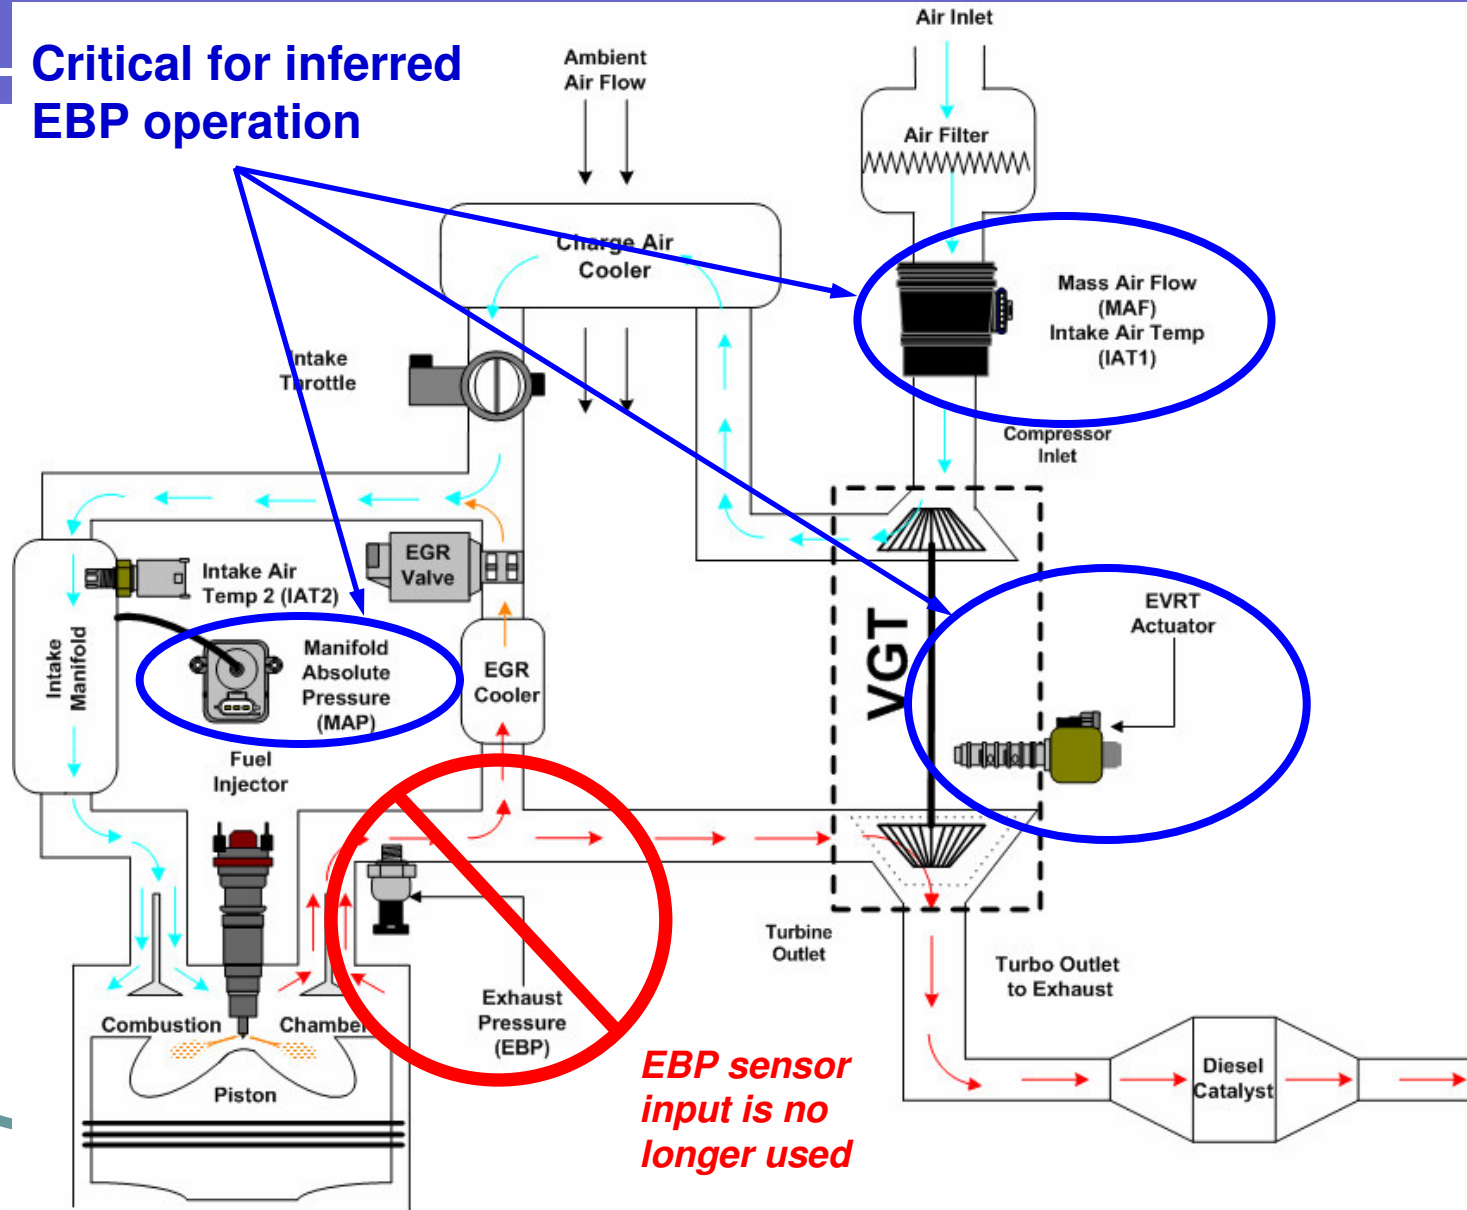 Critical for inferred
EBP operation
Air Inlet
Ambient
Air Flow
Air Filter
Charge Air
Cooler
Mass Air Flow
(MAF)
Intake Air Temp
(IAT1)
Intake
Throttle
Compressor
Inlet
EGR
Valve
Intake Air
Temp 2 (IAT2)
EVRT
Actuator
VGT
Intake
Manifold
Manifold
Absolute
Pressure
(MAP)
EGR
Cooler
Fuel
Injector
Turbine
Outlet
Turbo Outlet
to Exhaust
Exhaust
Pressure
(EBP)
Combustion
Chamber
Piston
EBP sensor
input is no
longer used
Diesel
Catalyst